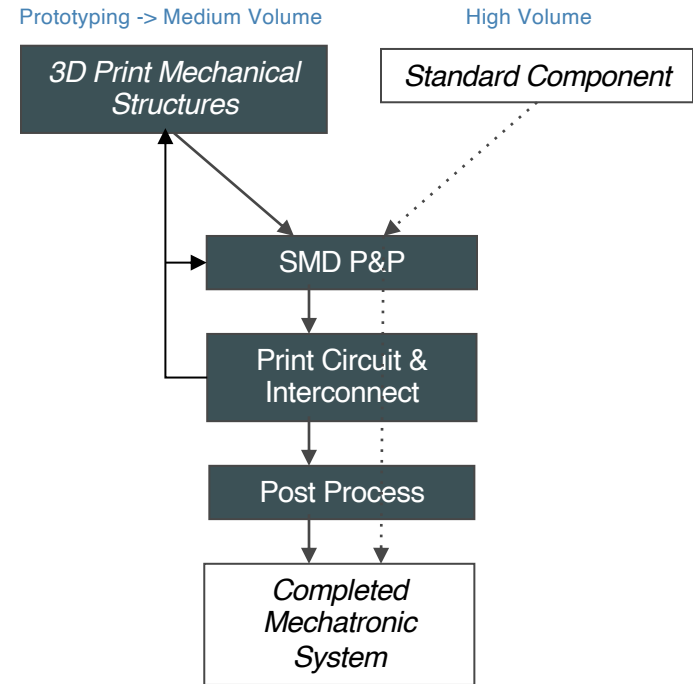 Prototyping -> Medium Volume
High Volume
3D Print Mechanical
Structures
Standard Component
SMD P&P
Print Circuit &
Interconnect
Post Process
Completed
Mechatronic
System